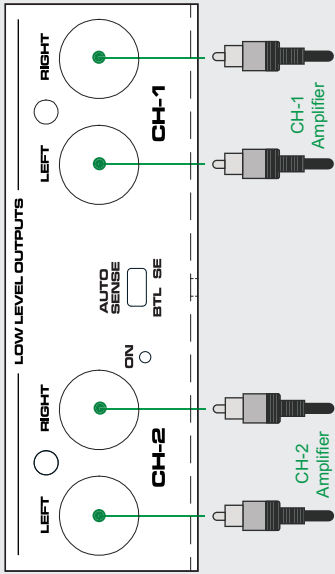 LOW LEVEL OUTPUTS
LEFT
RIGHT
CH-2
ON
AUTO
SENSE
BTL SE
LEFT
RIGHT
CH-1
CH-2
Amplifier
CH-1
Amplifier